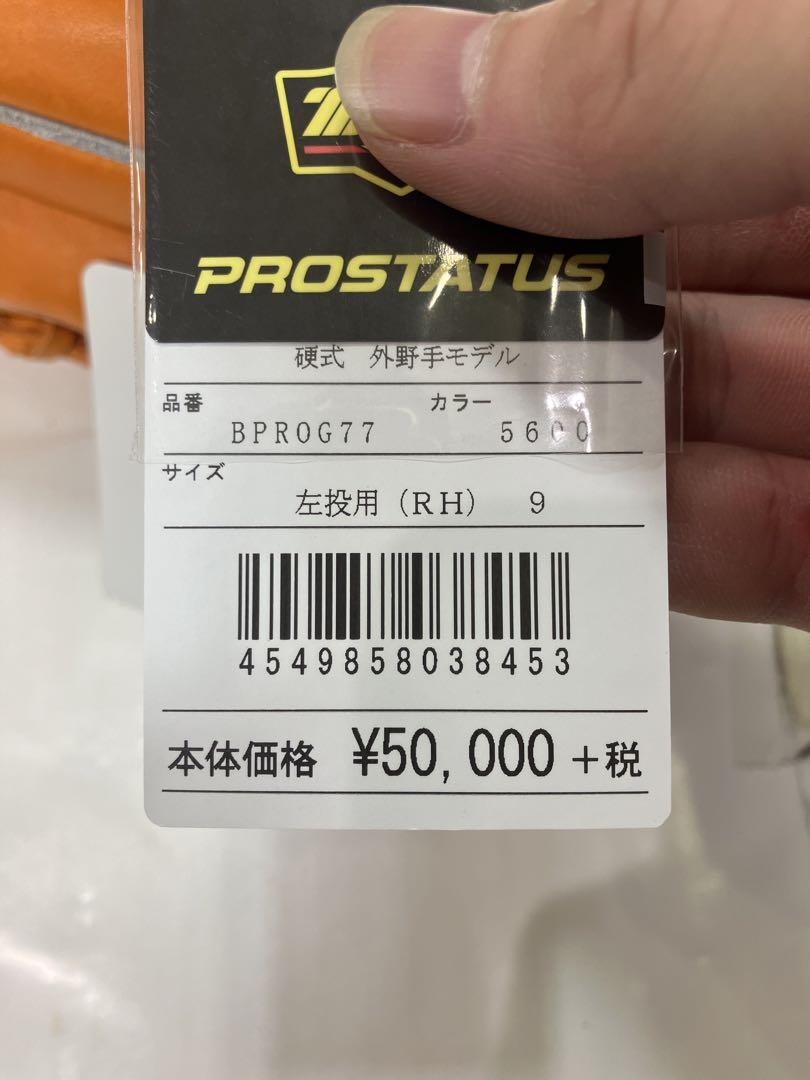 PROSTATUS
硬式 外野手モデル
品番 カラー
BPROG77 5600
サイズ
左投用(RH) 9
4549858038453
本体価格 ¥50,000+税